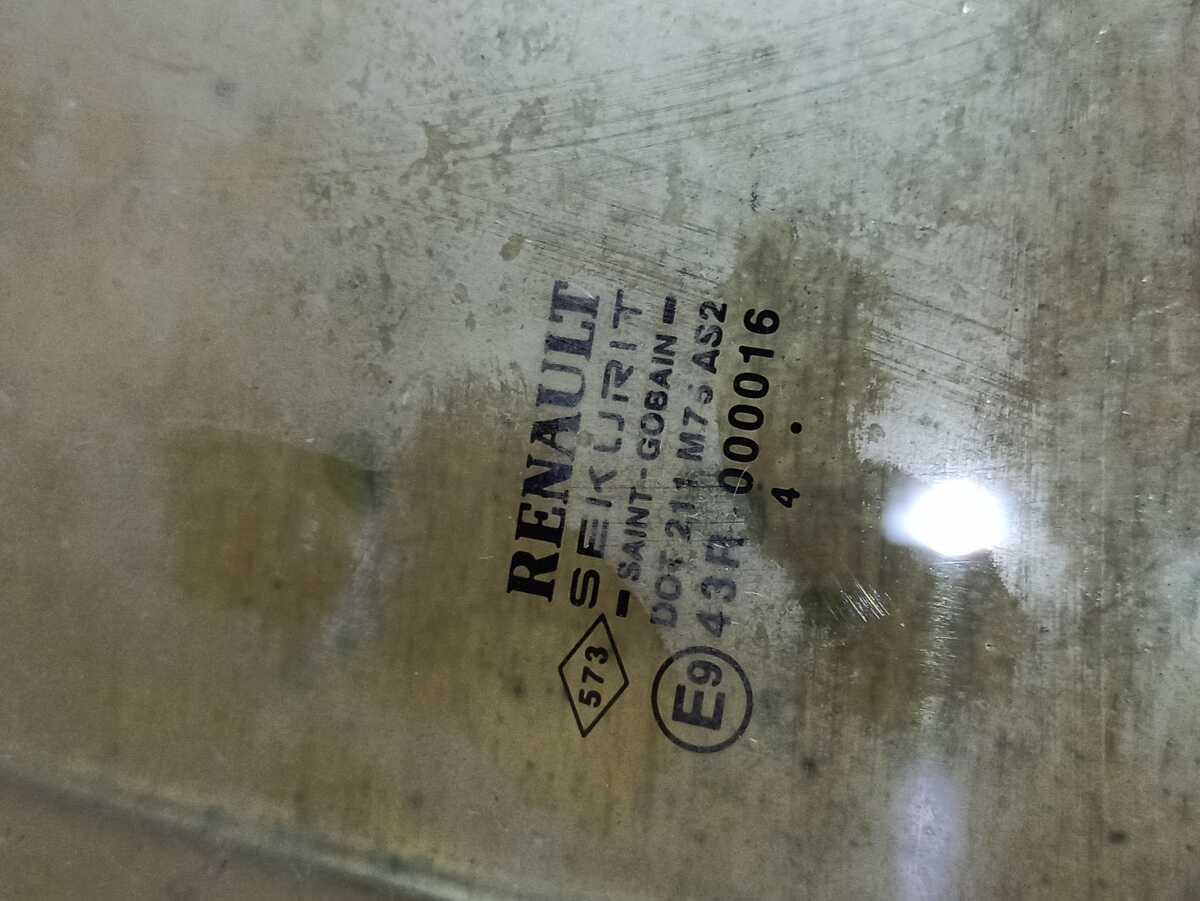 RENAULT
SEKURIT
- SAINT-GOBAIN -
573
DOT 211 M75 AS2
E9
43R 000016
4 .